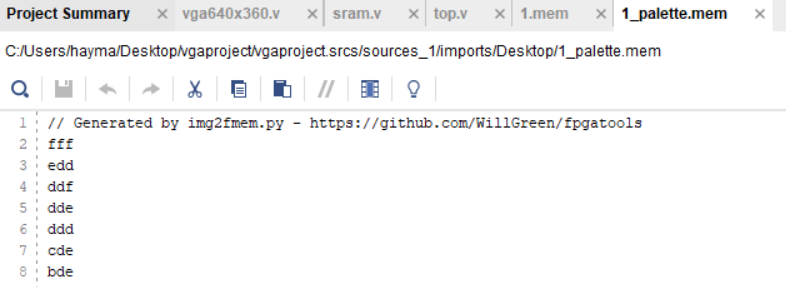 Project Summary × vga640x360.v × sram.v × top.v × 1.mem × 1_palette.mem ×
C:/Users/hayma/Desktop/vgaproject/vgaproject.srcs/sources_1/imports/Desktop/1_palette.mem
1 // Generated by img2fmem.py - https://github.com/WillGreen/fpgatools
2 fff
3 edd
4 ddf
5 dde
6 ddd
7 cde
8 bde